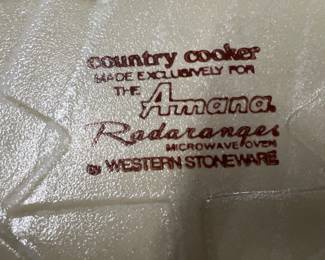 country cooker
MADE EXCLUSIVELY FOR
THE Amana®
Radarange®
MICROWAVE OVEN
by WESTERN STONEWARE